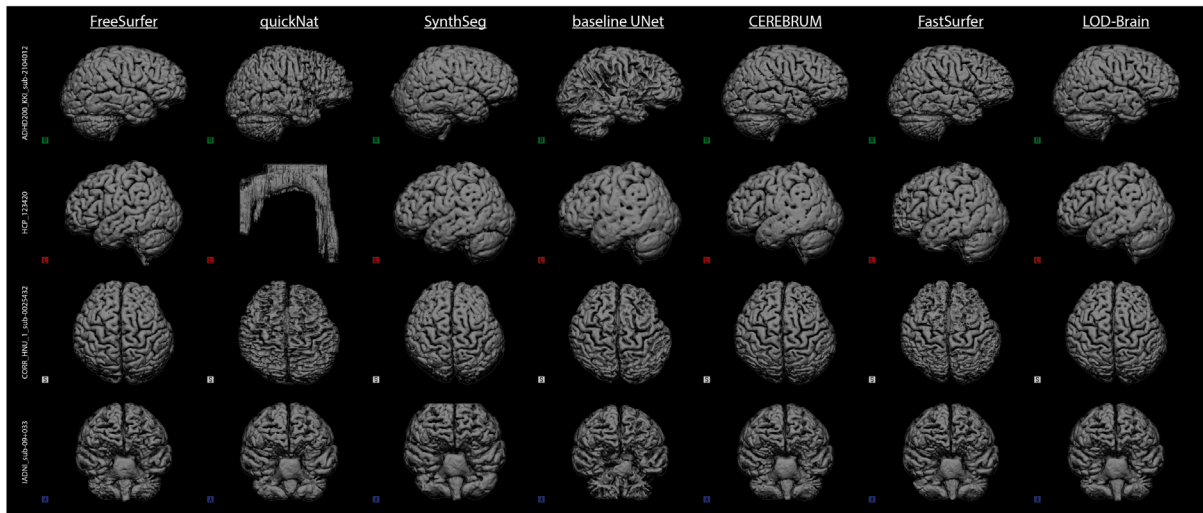 FreeSurfer quickNat SynthSeg baseline UNet CEREBRUM FastSurfer LOD-Brain
ADHD200_KKI_sub-2104012
HCP_123420
CORR_HNU_1_sub-0025432
IADNI_sub-09+033